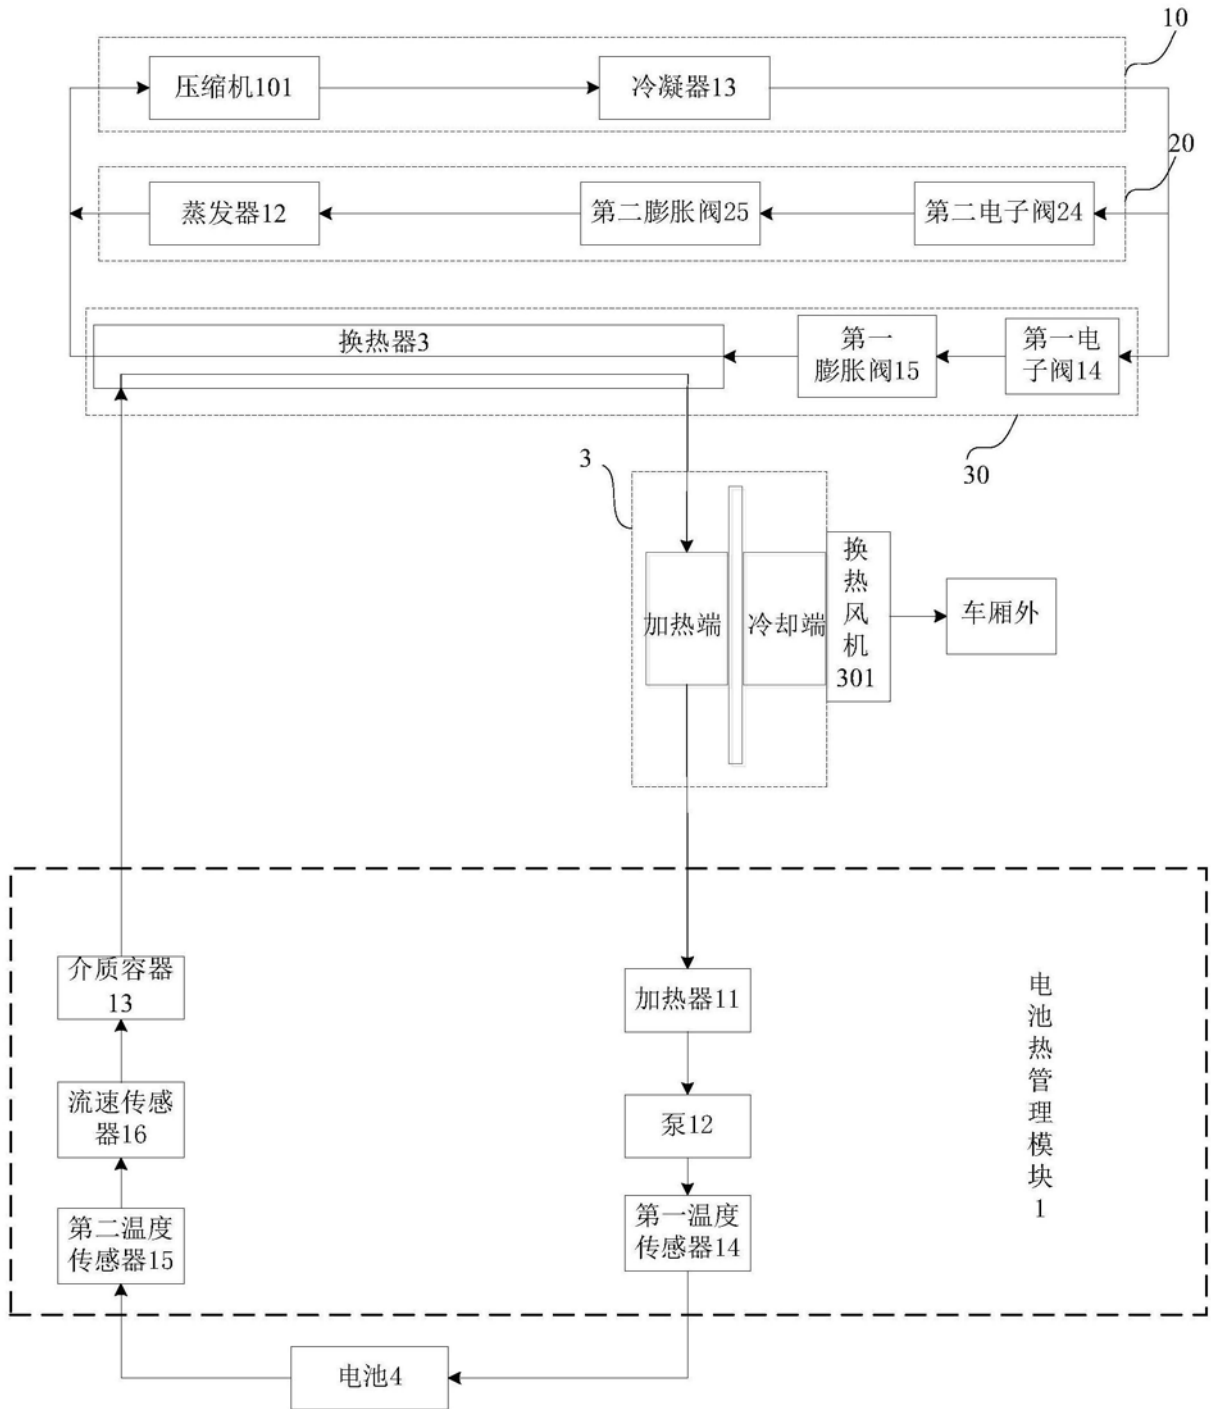 10
压缩机101
冷凝器13
20
蒸发器12
第二膨胀阀25
第二电子阀24
换热器3
第一
膨胀阀15
第一电
子阀14
30
3
加热端
冷却端
换
热
风
机
301
车厢外
介质容器
13
加热器11
电
池
热
管
理
模
块
1
流速传感
器16
泵12
第二温度
传感器15
第一温度
传感器14
电池4